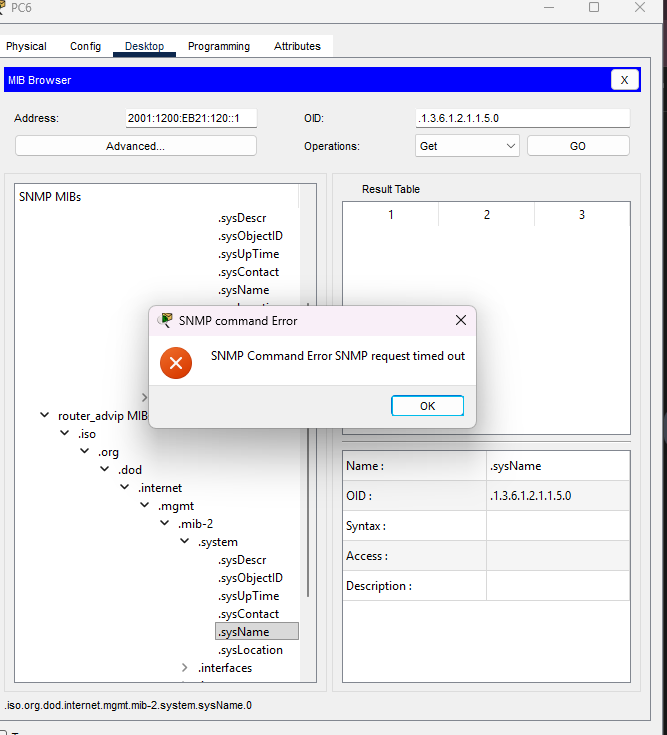 PC6
Physical Config Desktop Programming Attributes
MIB Browser X
Address: 2001:1200:EB21:120::1 OID: .1.3.6.1.2.1.1.5.0
Advanced... Operations: Get GO
SNMP MIBs
.sysDescr
.sysObjectID
.sysUpTime
.sysContact
.sysName
Result Table
1 2 3
SNMP command Error
SNMP Command Error SNMP request timed out
OK
router_advip MIB
.iso
.org
.dod
.internet
.mgmt
.mib-2
.system
.sysDescr
.sysObjectID
.sysUpTime
.sysContact
.sysName
.sysLocation
.interfaces
Name : .sysName
OID : .1.3.6.1.2.1.1.5.0
Syntax :
Access :
Description :
.iso.org.dod.internet.mgmt.mib-2.system.sysName.0